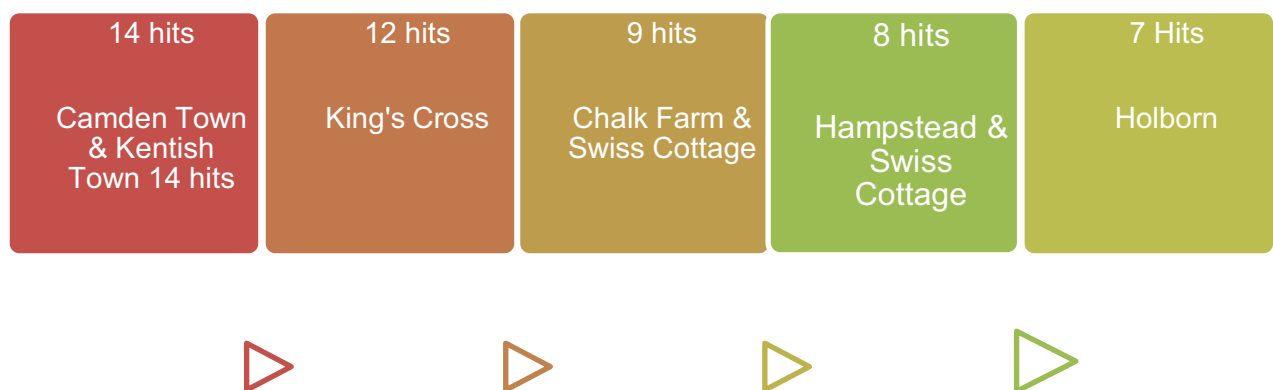 14 hits
Camden Town
& Kentish
Town 14 hits
12 hits
King's Cross
9 hits
Chalk Farm &
Swiss Cottage
8 hits
Hampstead &
Swiss
Cottage
7 Hits
Holborn